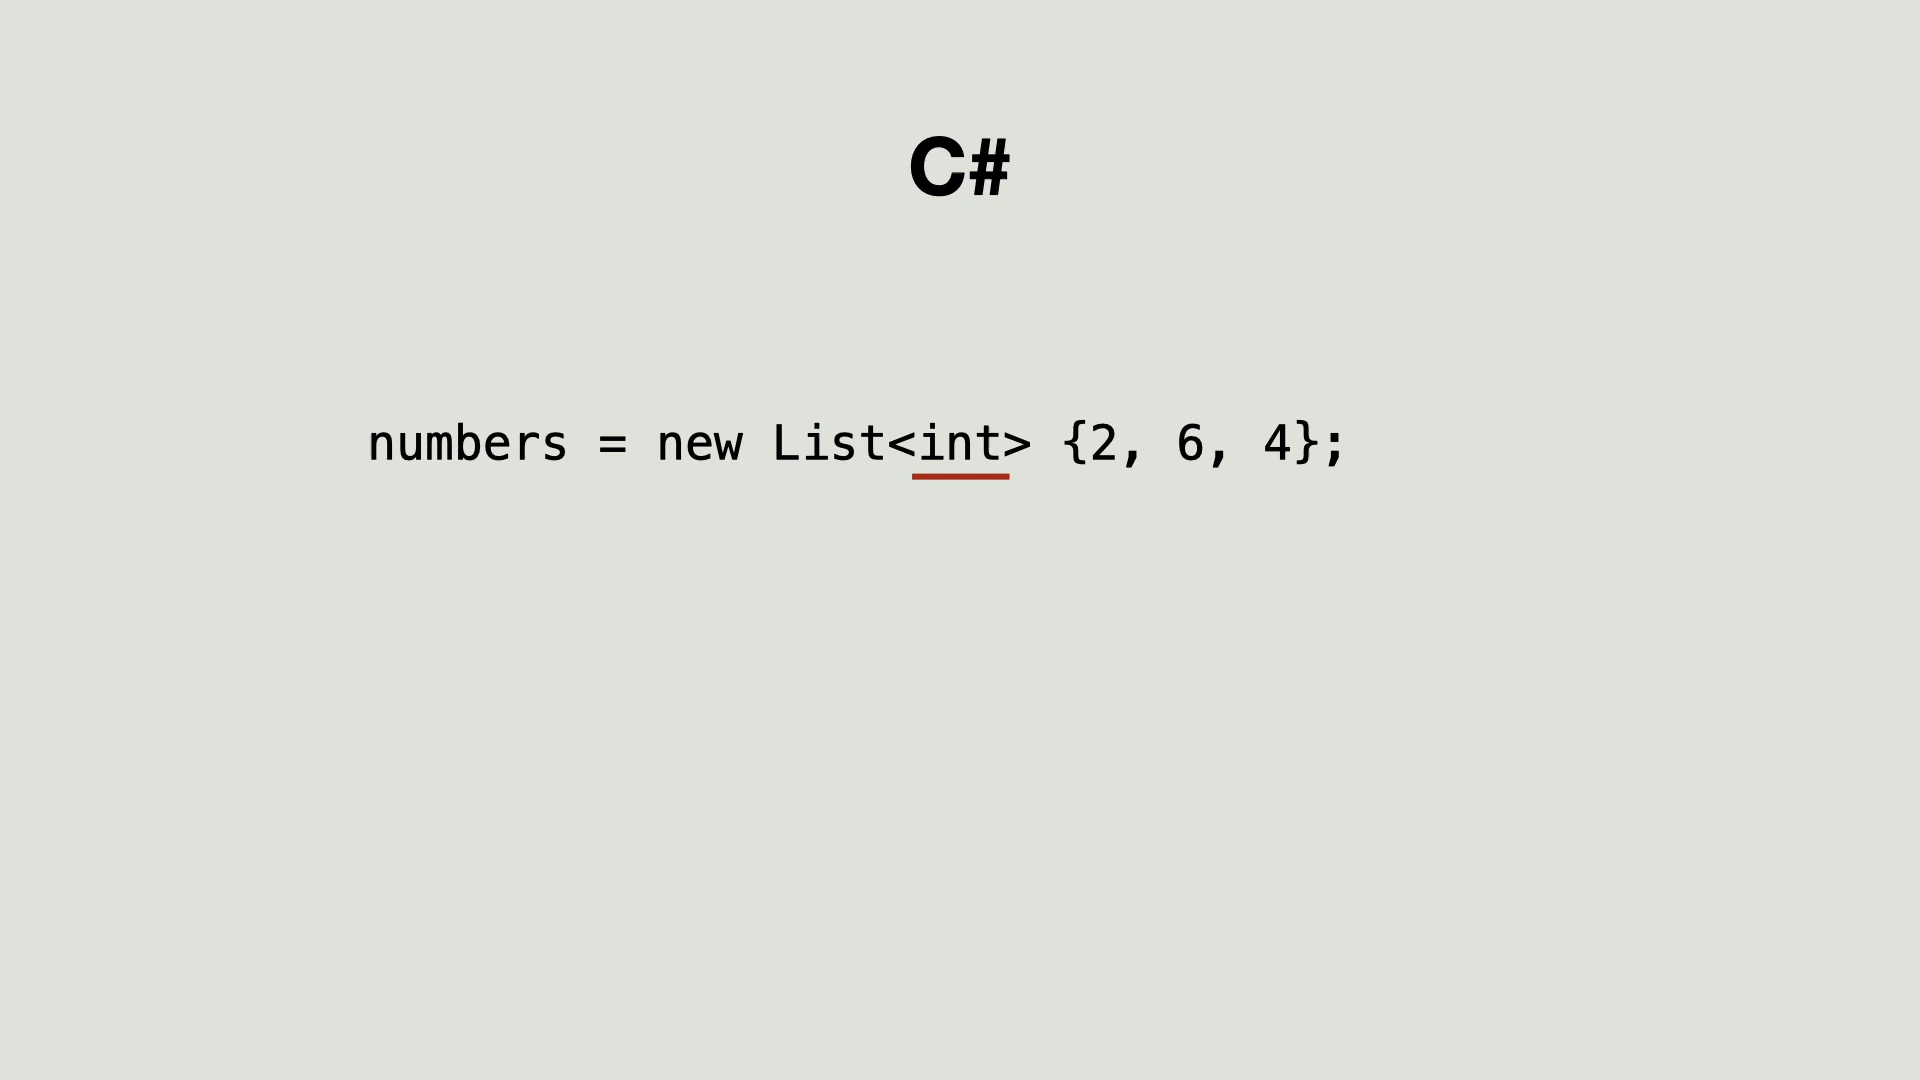 C#
numbers = new List<int> {2, 6, 4};